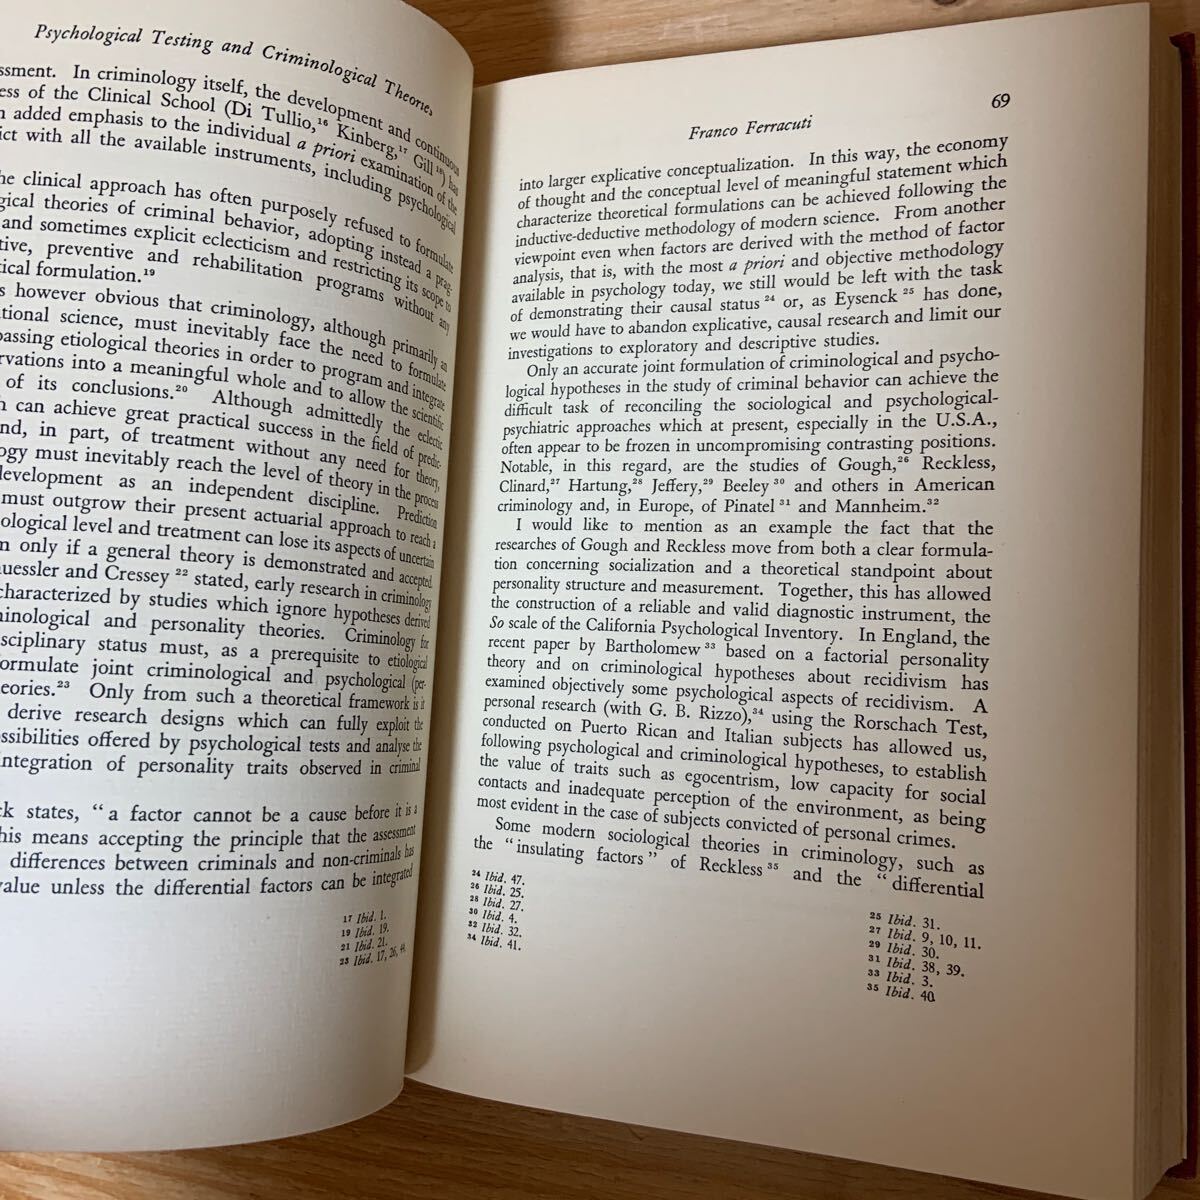 Psychological Testing and Criminological Theories
ssment. In criminology itself, the development and continuous
ess of the Clinical School (Di Tullio,¹⁶ Kinberg,¹⁷ Gill ¹⁸) has
n added emphasis to the individual a priori examination of the
ict with all the available instruments, including psychological
he clinical approach has often purposely refused to formulate
gical theories of criminal behavior, adopting instead a prag-
and sometimes explicit eclecticism and restricting its scope to
tive, preventive and rehabilitation programs without any
tical formulation.¹⁹
s however obvious that criminology, although primarily an
tional science, must inevitably face the need to formulate
passing etiological theories in order to program and integrate
rvations into a meaningful whole and to allow the scientific
of its conclusions.²⁰ Although admittedly the eclectic
h can achieve great practical success in the field of predic-
nd, in part, of treatment without any need for theory,
ogy must inevitably reach the level of theory in the process
development as an independent discipline. Prediction
must outgrow their present actuarial approach to reach a
ological level and treatment can lose its aspects of uncertain
m only if a general theory is demonstrated and accepted.
uessler and Cressey ²² stated, early research in criminology
characterized by studies which ignore hypotheses derived
minological and personality theories. Criminology for
sciplinary status must, as a prerequisite to etiological
formulate joint criminological and psychological (per-
eories.²³ Only from such a theoretical framework is it
derive research designs which can fully exploit the
ssibilities offered by psychological tests and analyse the
integration of personality traits observed in criminal
ck states, "a factor cannot be a cause before it is a
his means accepting the principle that the assessment
differences between criminals and non-criminals has
value unless the differential factors can be integrated
¹⁷ Ibid. 1.
¹⁹ Ibid. 19.
²¹ Ibid. 21.
²³ Ibid. 17, 26,
69
Franco Ferracuti
into larger explicative conceptualization. In this way, the economy
of thought and the conceptual level of meaningful statement which
characterize theoretical formulations can be achieved following the
inductive-deductive methodology of modern science. From another
viewpoint even when factors are derived with the method of factor
analysis, that is, with the most a priori and objective methodology
available in psychology today, we still would be left with the task
of demonstrating their causal status ²⁴ or, as Eysenck ²⁵ has done,
we would have to abandon explicative, causal research and limit our
investigations to exploratory and descriptive studies.
Only an accurate joint formulation of criminological and psycho-
logical hypotheses in the study of criminal behavior can achieve the
difficult task of reconciling the sociological and psychological-
psychiatric approaches which at present, especially in the U.S.A.,
often appear to be frozen in uncompromising contrasting positions.
Notable, in this regard, are the studies of Gough,²⁶ Reckless,
Clinard,²⁷ Hartung,²⁸ Jeffery,²⁹ Beeley ³⁰ and others in American
criminology and, in Europe, of Pinatel ³¹ and Mannheim.³²
I would like to mention as an example the fact that the
researches of Gough and Reckless move from both a clear formula-
tion concerning socialization and a theoretical standpoint about
personality structure and measurement. Together, this has allowed
the construction of a reliable and valid diagnostic instrument, the
So scale of the California Psychological Inventory. In England, the
recent paper by Bartholomew ³³ based on a factorial personality
theory and on criminological hypotheses about recidivism has
examined objectively some psychological aspects of recidivism. A
personal research (with G. B. Rizzo),³⁴ using the Rorschach Test,
conducted on Puerto Rican and Italian subjects has allowed us,
following psychological and criminological hypotheses, to establish
the value of traits such as egocentrism, low capacity for social
contacts and inadequate perception of the environment, as being
most evident in the case of subjects convicted of personal crimes.
Some modern sociological theories in criminology, such as
the "insulating factors" of Reckless ³⁵ and the "differential
²⁴ Ibid. 47.
²⁶ Ibid. 25.
²⁸ Ibid. 27.
³⁰ Ibid. 4.
³² Ibid. 32.
³⁴ Ibid. 41.
²⁵ Ibid. 31.
²⁷ Ibid. 9, 10, 11.
²⁹ Ibid. 30.
³¹ Ibid. 38, 39.
³³ Ibid. 3.
³⁵ Ibid. 40